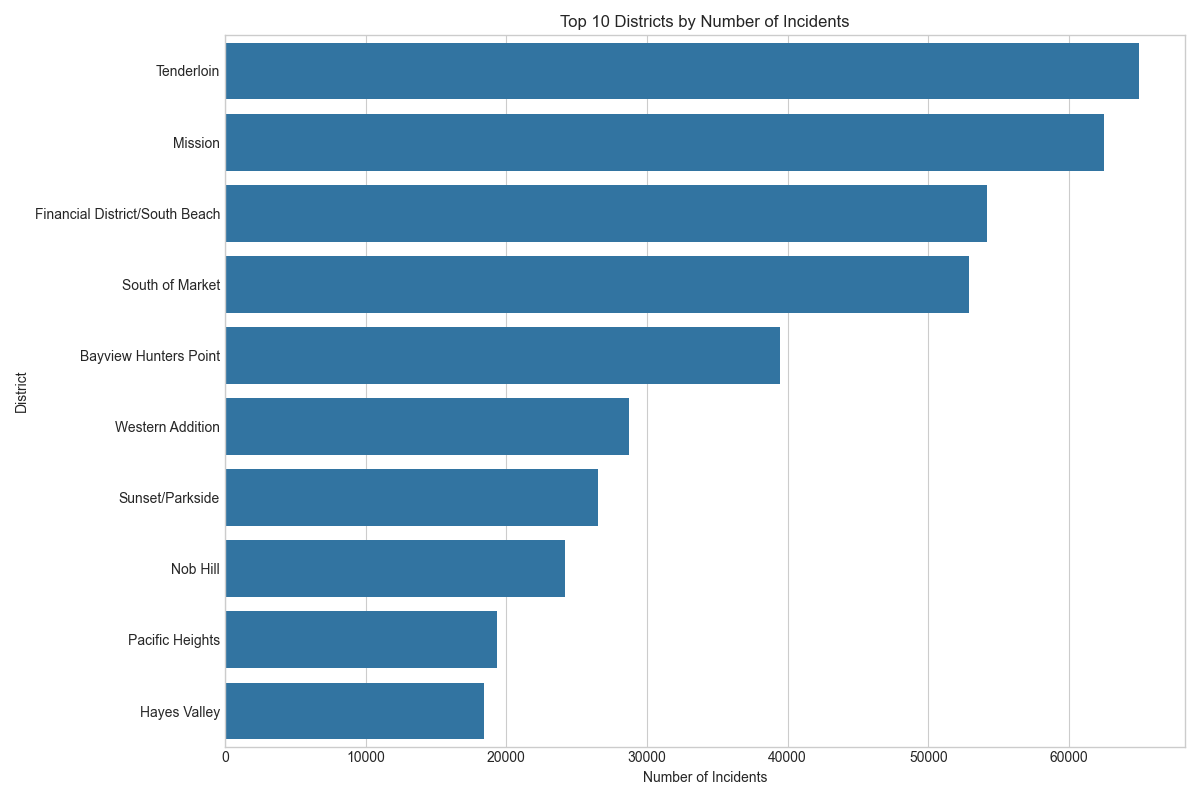 Top 10 Districts by Number of Incidents
Tenderloin
Mission
Financial District/South Beach
South of Market
Bayview Hunters Point
Western Addition
Sunset/Parkside
Nob Hill
Pacific Heights
Hayes Valley
District
0 10000 20000 30000 40000 50000 60000
Number of Incidents